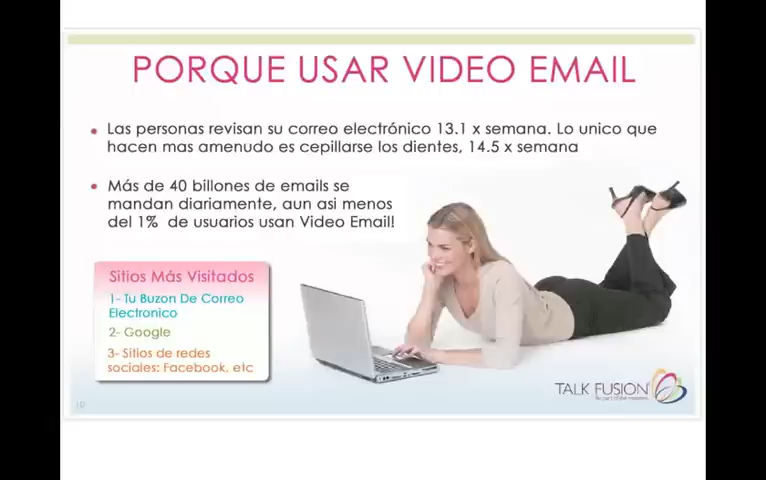 PORQUE USAR VIDEO EMAIL
• Las personas revisan su correo electrónico 13.1 x semana. Lo unico que
hacen mas amenudo es cepillarse los dientes, 14.5 x semana
• Más de 40 billones de emails se
mandan diariamente, aun asi menos
del 1% de usuarios usan Video Email!
Sitios Más Visitados
1- Tu Buzon De Correo
Electronico
2- Google
3- Sitios de redes
sociales: Facebook, etc
TALK FUSION
10